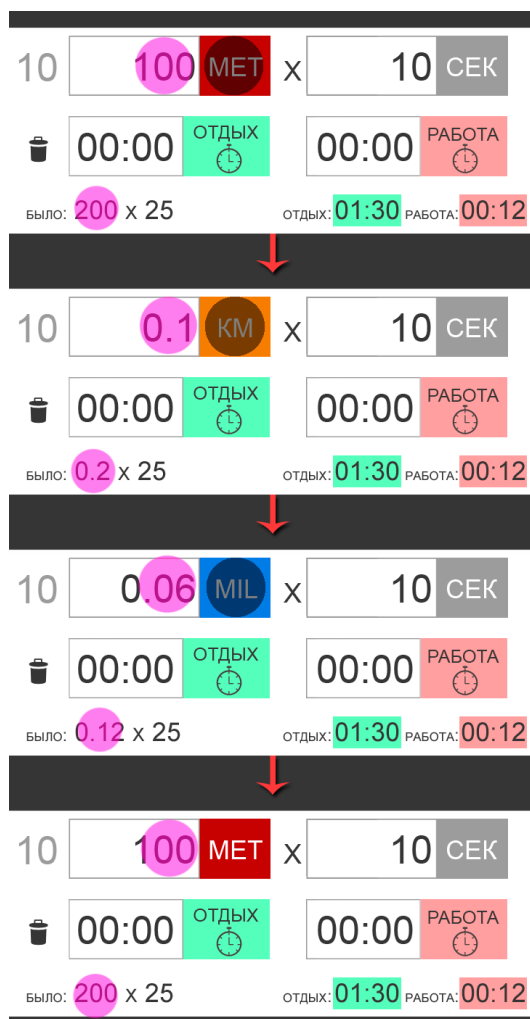 10 100 МЕТ X 10 СЕК
00:00 ОТДЫХ 00:00 РАБОТА
БЫЛО: 200 x 25 ОТДЫХ: 01:30 РАБОТА: 00:12
10 0.1 КМ X 10 СЕК
00:00 ОТДЫХ 00:00 РАБОТА
БЫЛО: 0.2 x 25 ОТДЫХ: 01:30 РАБОТА: 00:12
10 0.06 MIL X 10 СЕК
00:00 ОТДЫХ 00:00 РАБОТА
БЫЛО: 0.12 x 25 ОТДЫХ: 01:30 РАБОТА: 00:12
10 100 МЕТ X 10 СЕК
00:00 ОТДЫХ 00:00 РАБОТА
БЫЛО: 200 x 25 ОТДЫХ: 01:30 РАБОТА: 00:12